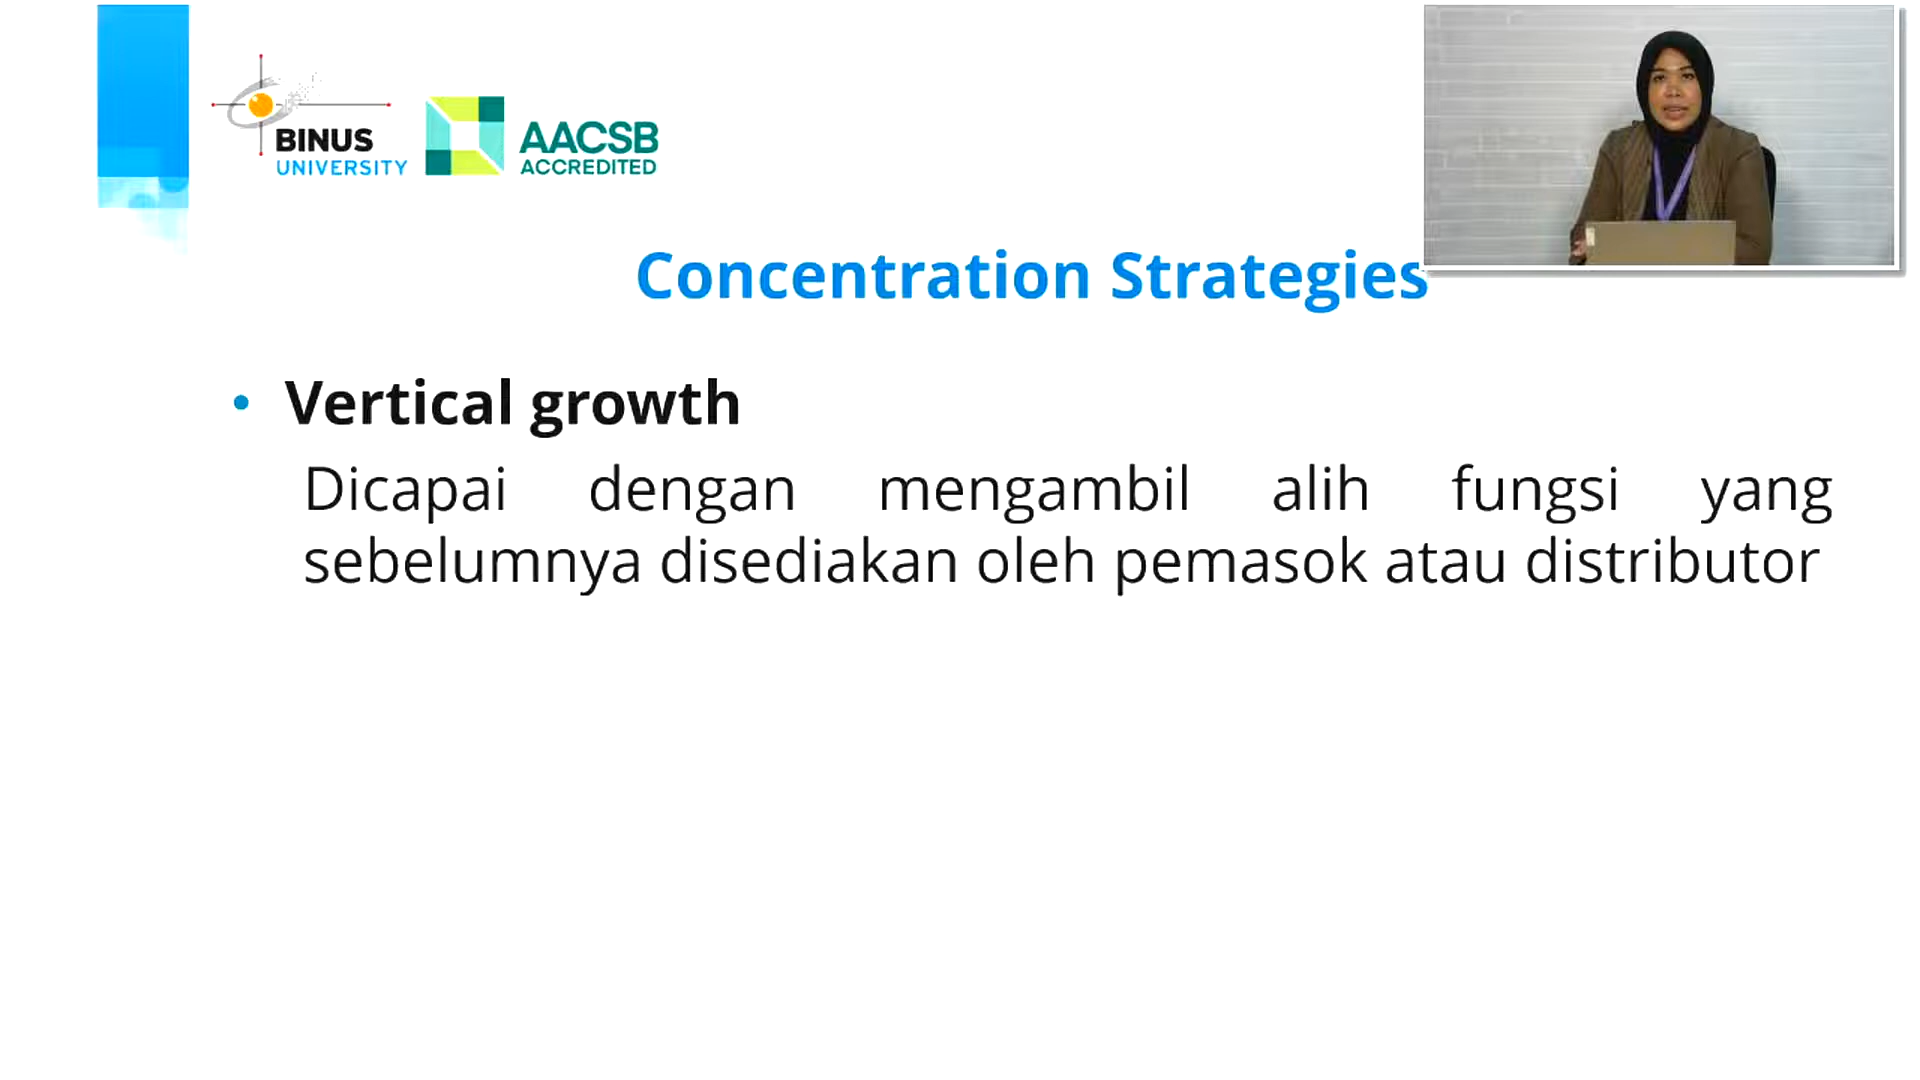 BINUS
UNIVERSITY
AACSB
ACCREDITED
Concentration Strategies
• Vertical growth
Dicapai dengan mengambil alih fungsi yang
sebelumnya disediakan oleh pemasok atau distributor